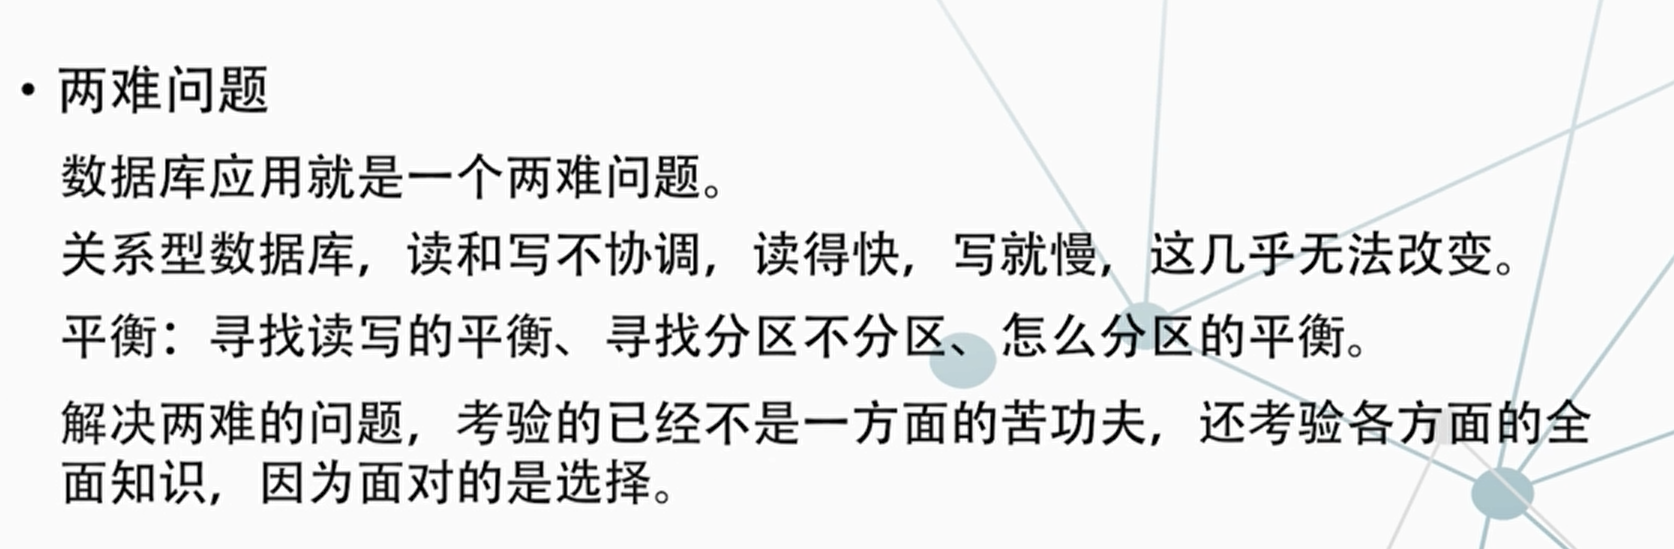 • 两难问题
数据库应用就是一个两难问题。
关系型数据库，读和写不协调，读得快，写就慢，这几乎无法改变。
平衡：寻找读写的平衡、寻找分区不分区、怎么分区的平衡。
解决两难的问题，考验的已经不是一方面的苦功夫，还考验各方面的全
面知识，因为面对的是选择。